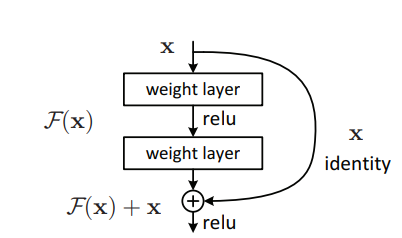 x
weight layer
F(x)
relu
x
weight layer
identity
F(x) + x
+
relu